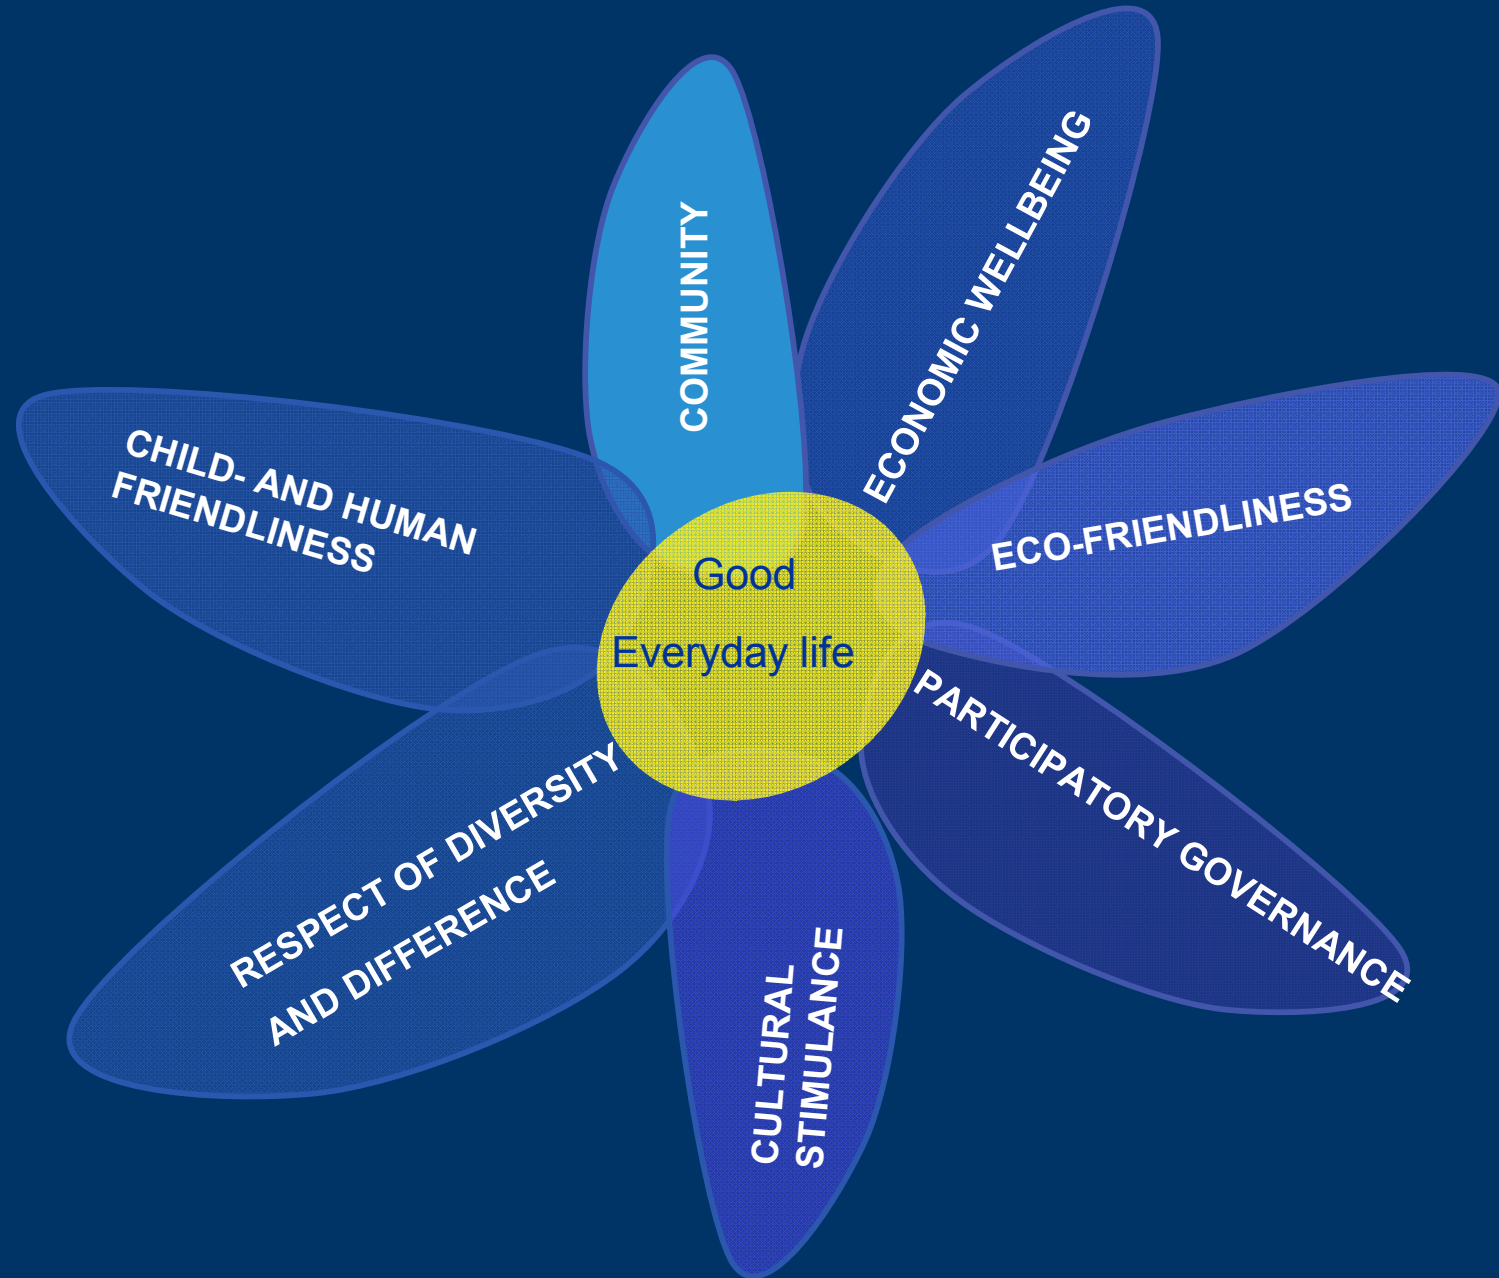 COMMUNITY
ECONOMIC WELLBEING
ECO-FRIENDLINESS
PARTICIPATORY GOVERNANCE
CULTURAL
STIMULANCE
RESPECT OF DIVERSITY
AND DIFFERENCE
CHILD- AND HUMAN
FRIENDLINESS
Good
Everyday life